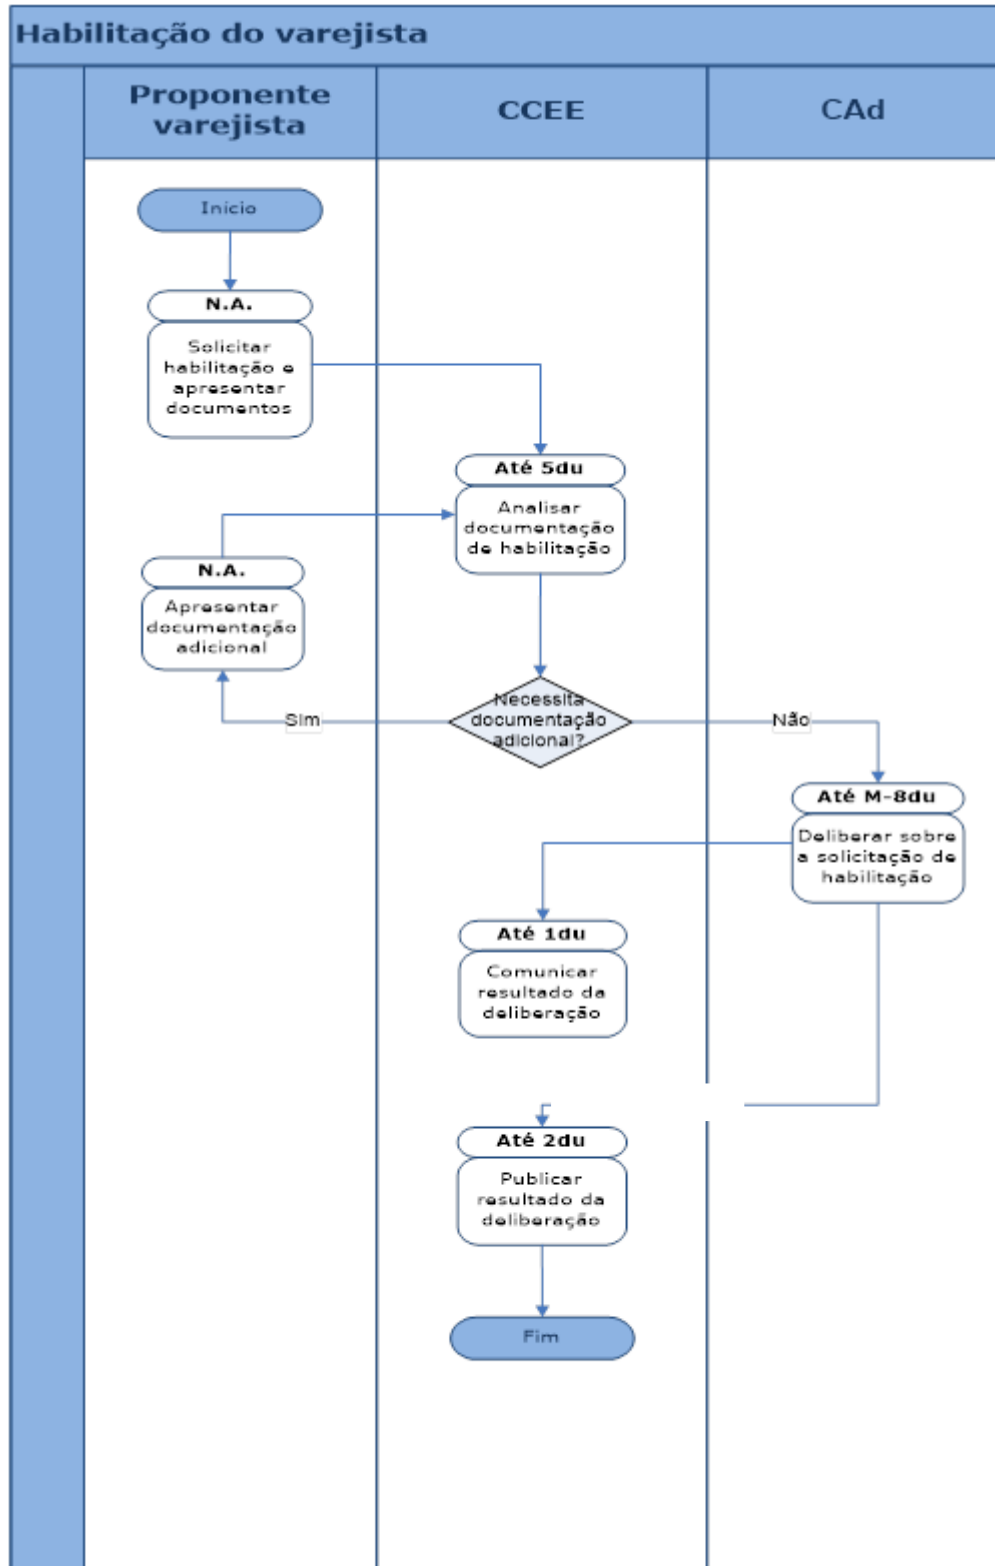 Habilitação do varejista
Proponente
varejista
CCEE
CAd
Inicio
N.A.
Solicitar
habilitação e
apresentar
documentos
Até 5du
Analisar
documentação
de habilitação
N.A.
Apresentar
documentação
adicional
Necessita
documentação
adicional?
Sim
Não
Até M-8du
Deliberar sobre
a solicitação de
habilitação
Até 1du
Comunicar
resultado da
deliberação
Até 2du
Publicar
resultado da
deliberação
Fim